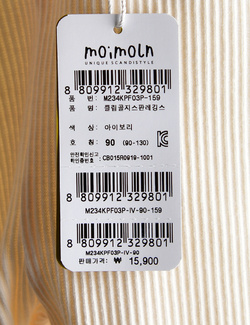 moimoln
UNIQUE SCANDISTYLE
8 809912 329801
품 번: M234KPF03P-159
품 명: 클림골지스판레깅스
색 상: 아이보리
호 칭: 90 (90-130)
안전확인신고
확인증번호 :CB015R0919-1001
8 809912 329801
M234KPF03P-IV-90-159
8 809912 329801
M234KPF03P-IV-90
판매가격: ₩ 15,900